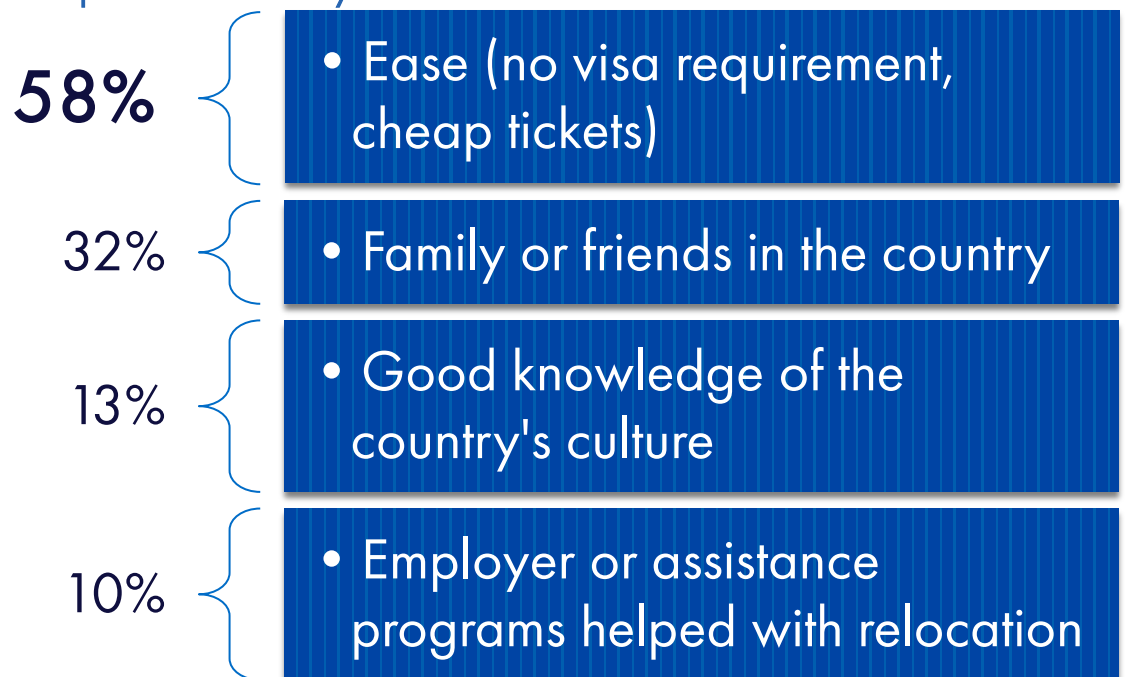 58%
• Ease (no visa requirement,
cheap tickets)
32%
• Family or friends in the country
13%
• Good knowledge of the
country's culture
10%
• Employer or assistance
programs helped with relocation